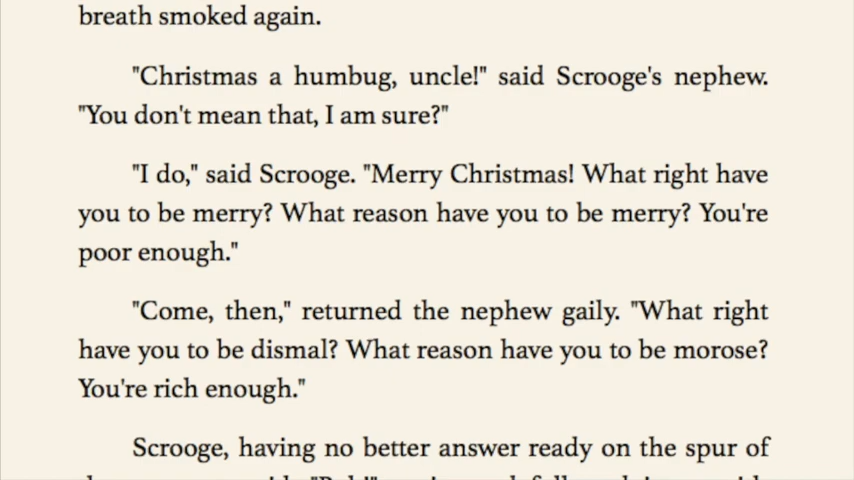 breath smoked again.
"Christmas a humbug, uncle!" said Scrooge's nephew.
"You don't mean that, I am sure?"
"I do," said Scrooge. "Merry Christmas! What right have
you to be merry? What reason have you to be merry? You're
poor enough."
"Come, then," returned the nephew gaily. "What right
have you to be dismal? What reason have you to be morose?
You're rich enough."
Scrooge, having no better answer ready on the spur of